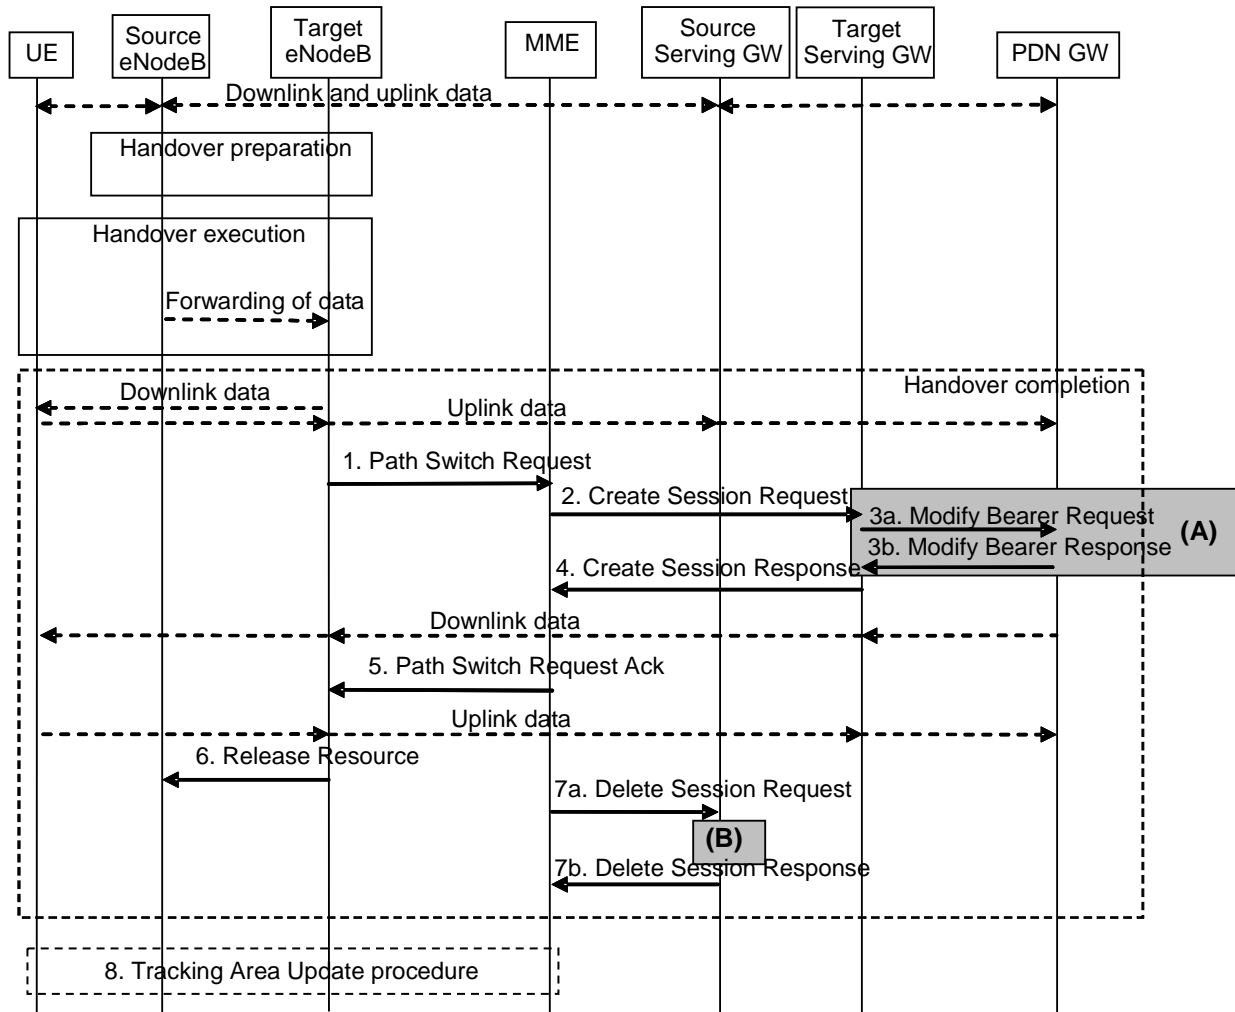 UE
Source
eNodeB
Target
eNodeB
MME
Source
Serving GW
Target
Serving GW
PDN GW
Downlink and uplink data
Handover preparation
Handover execution
Forwarding of data
Handover completion
Downlink data
Uplink data
1. Path Switch Request
2. Create Session Request
3a. Modify Bearer Request
(A)
3b. Modify Bearer Response
4. Create Session Response
Downlink data
5. Path Switch Request Ack
Uplink data
6. Release Resource
7a. Delete Session Request
(B)
7b. Delete Session Response
8. Tracking Area Update procedure